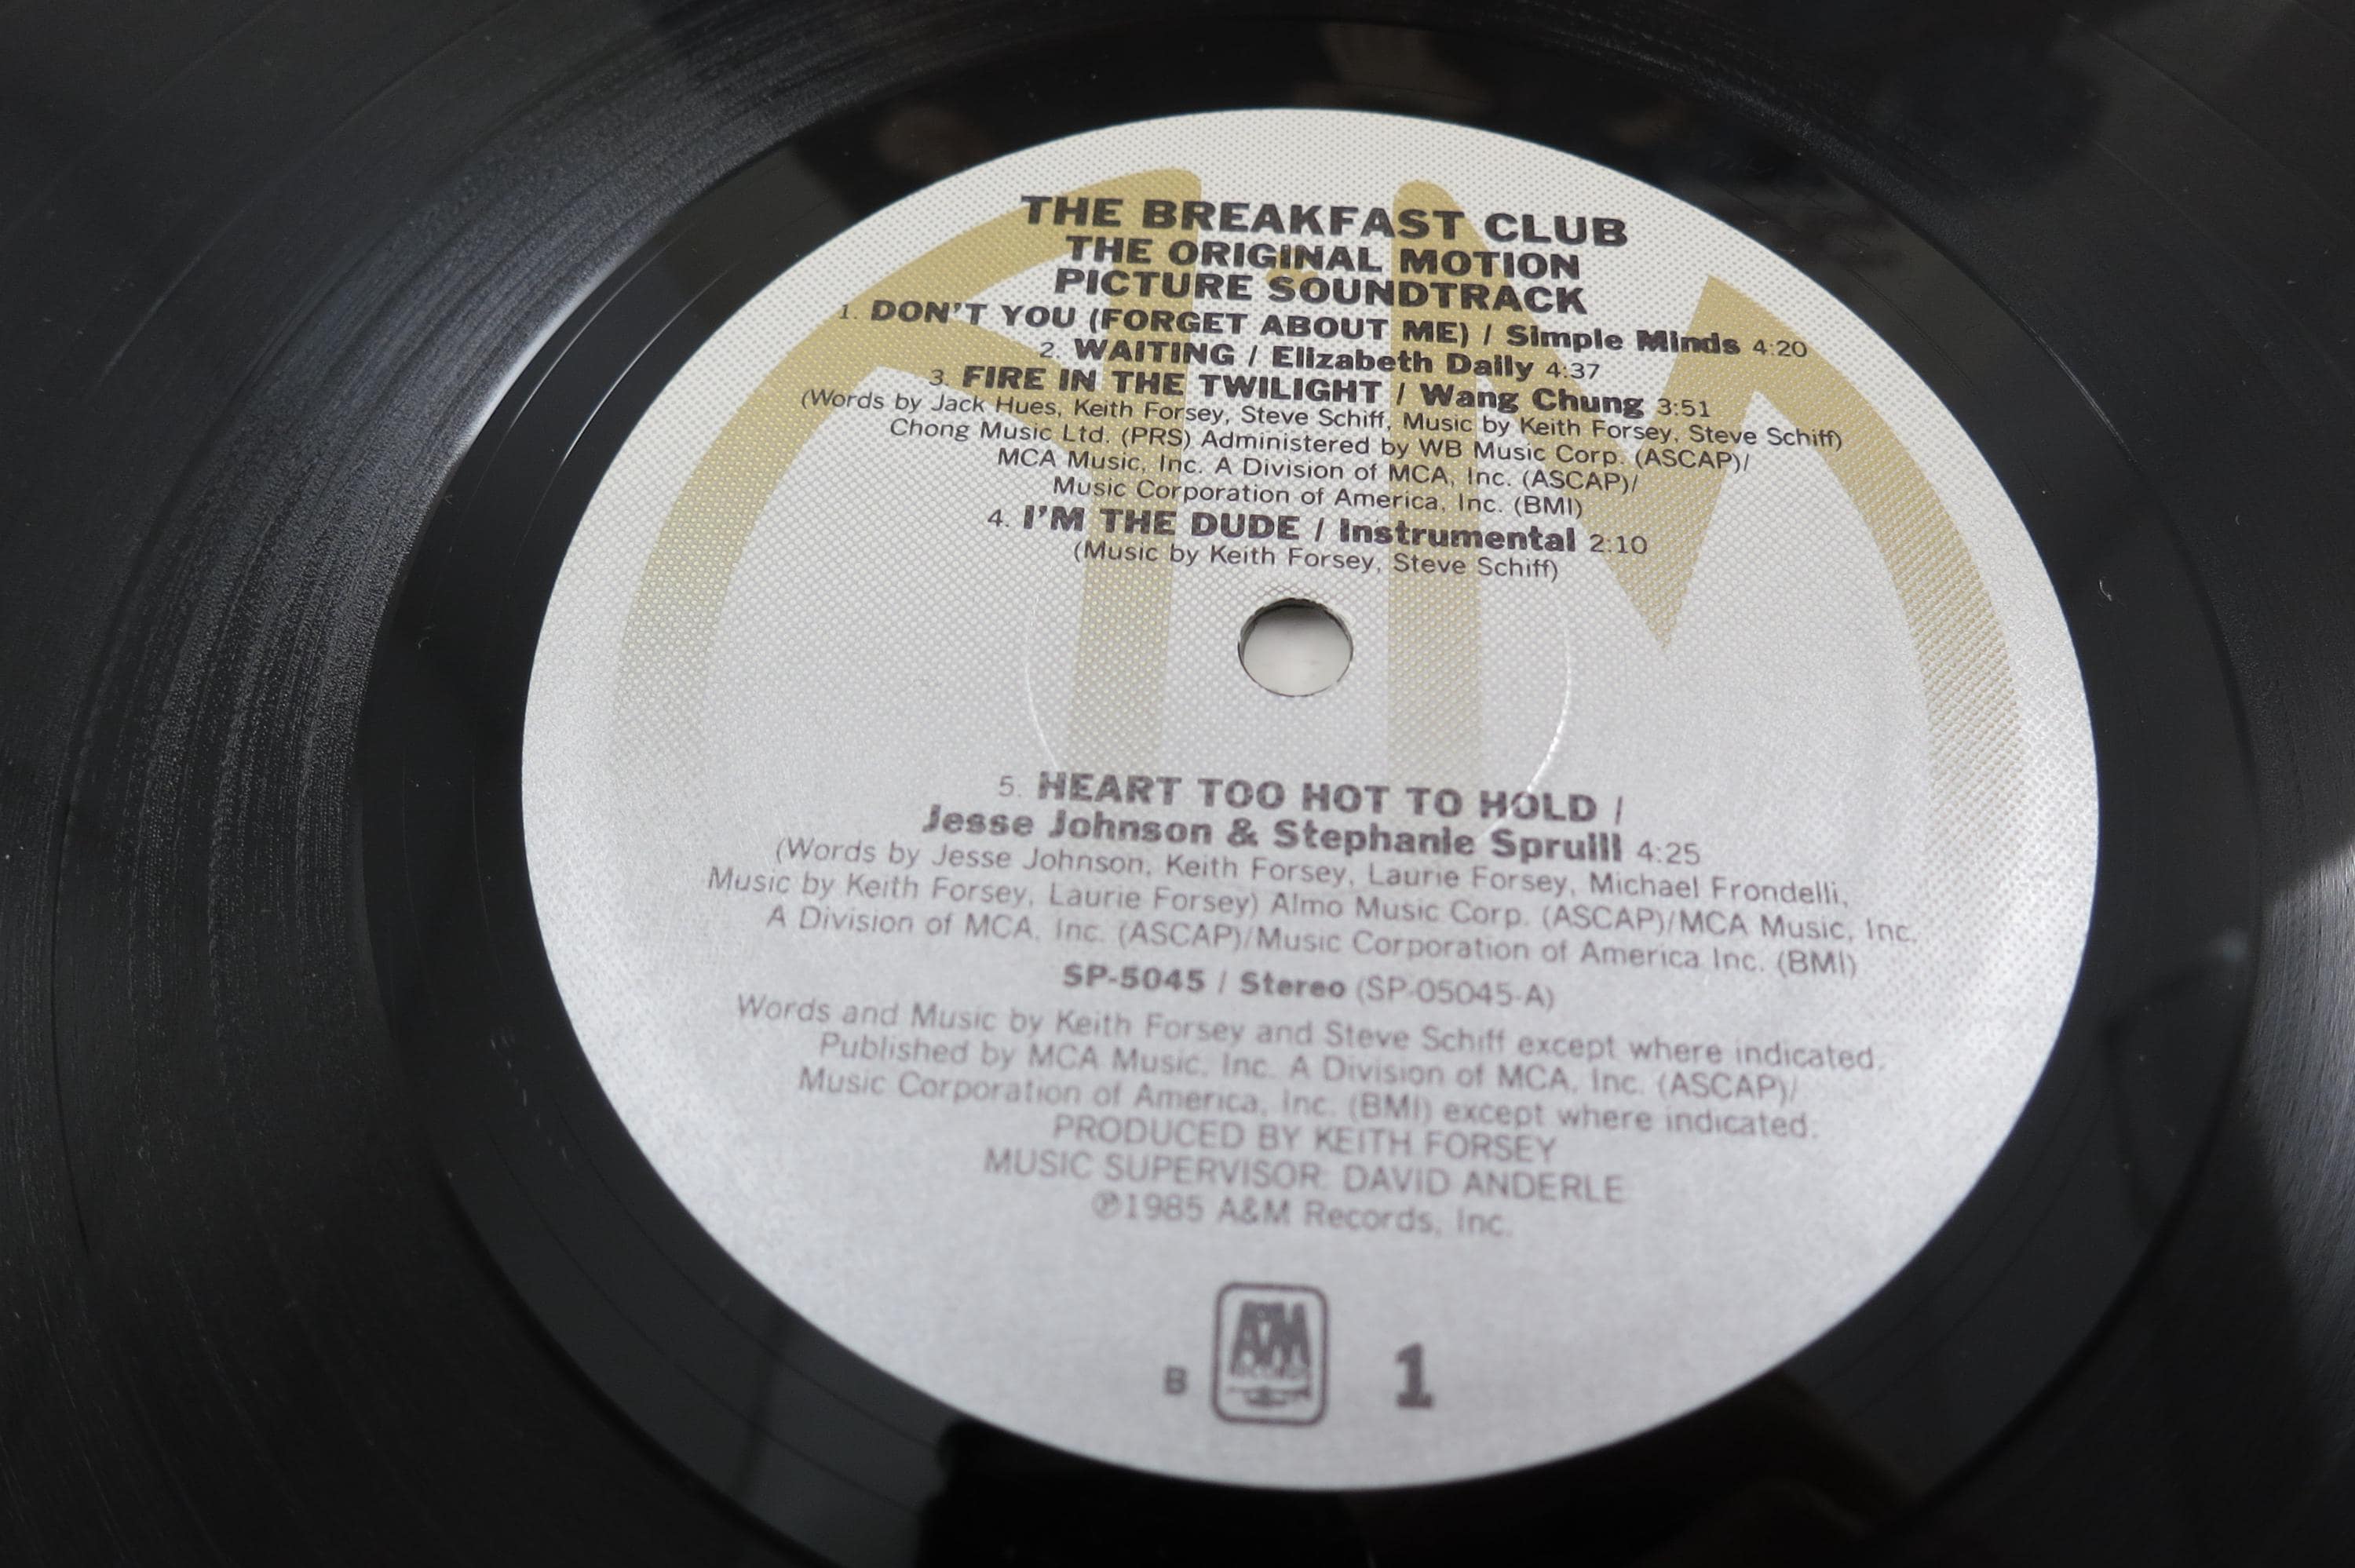 THE BREAKFAST CLUB
THE ORIGINAL MOTION
PICTURE SOUNDTRACK
1. DON'T YOU (FORGET ABOUT ME) / Simple Minds 4:20
2. WAITING / Elizabeth Daily 4:37
3. FIRE IN THE TWILIGHT / Wang Chung 3:51
(Words by Jack Hues, Keith Forsey, Steve Schiff, Music by Keith Forsey, Steve Schiff)
Chong Music Ltd. (PRS) Administered by WB Music Corp. (ASCAP)/
MCA Music, Inc. A Division of MCA, Inc. (ASCAP)/
Music Corporation of America, Inc. (BMI)
4. I'M THE DUDE / Instrumental 2:10
(Music by Keith Forsey, Steve Schiff)
5. HEART TOO HOT TO HOLD /
Jesse Johnson & Stephanie Spruill 4:25
(Words by Jesse Johnson, Keith Forsey, Laurie Forsey, Michael Frondelli,
Music by Keith Forsey, Laurie Forsey) Almo Music Corp. (ASCAP)/MCA Music, Inc.
A Division of MCA, Inc. (ASCAP)/Music Corporation of America Inc. (BMI)
SP-5045 / Stereo (SP-05045-A)
Words and Music by Keith Forsey and Steve Schiff except where indicated.
Published by MCA Music, Inc. A Division of MCA, Inc. (ASCAP)/
Music Corporation of America, Inc. (BMI) except where indicated.
PRODUCED BY KEITH FORSEY
MUSIC SUPERVISOR: DAVID ANDERLE
℗1985 A&M Records, Inc.
B A&M RECORDS 1